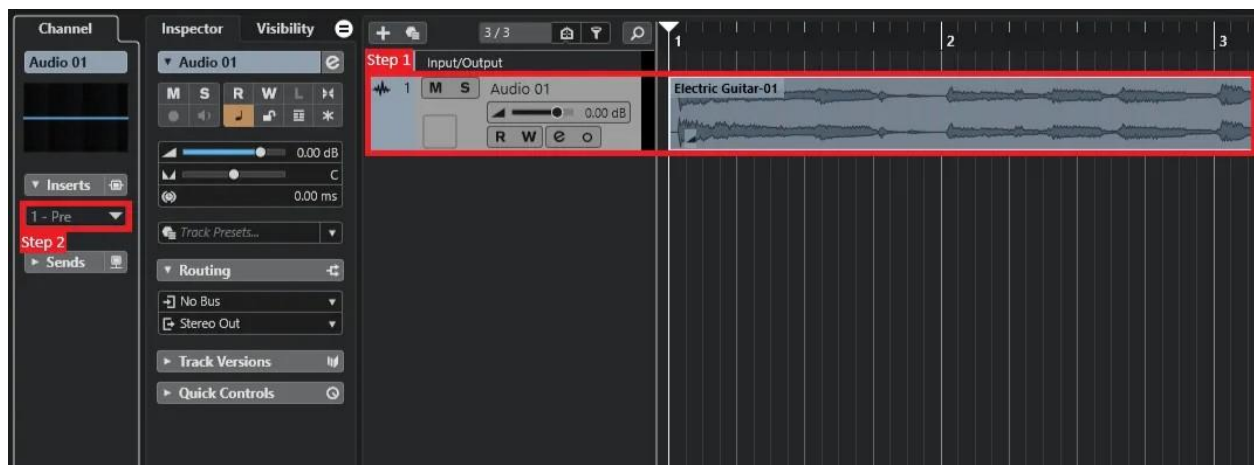 Channel
Audio 01
Inserts
1 - Pre
Step 2
Sends
Inspector Visibility
Audio 01 e
M S R W L
0.00 dB
C
0.00 ms
Track Presets...
Routing
No Bus
Stereo Out
Track Versions
Quick Controls
3/3
Step 1 Input/Output
1 M S Audio 01
0.00 dB
R W e
1 2 3
Electric Guitar-01